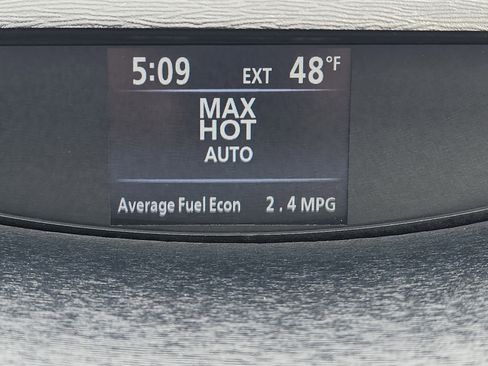 5:09 EXT 48°F
MAX
HOT
AUTO
Average Fuel Econ 2.4 MPG